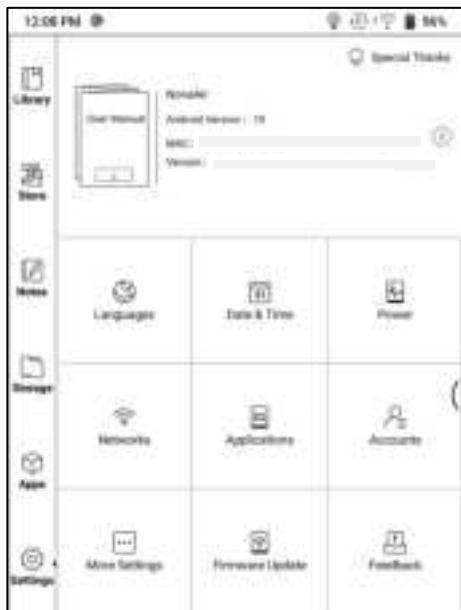 12:06 PM 96%
Special Thanks
User Manual
Android Version : 10
MAC :
Version :
Library
Store
Notes
Storage
Apps
Settings
Languages
Date & Time
Power
Networks
Applications
Accounts
More Settings
Firmware Update
Feedback